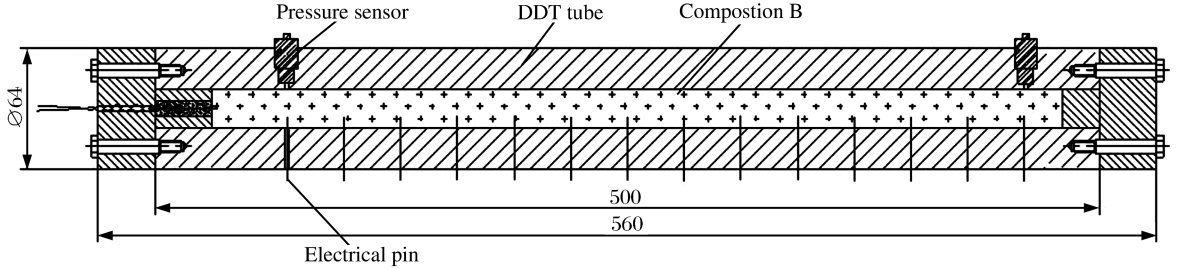 Pressure sensor
DDT tube
Compostion B
Ø64
500
560
Electrical pin